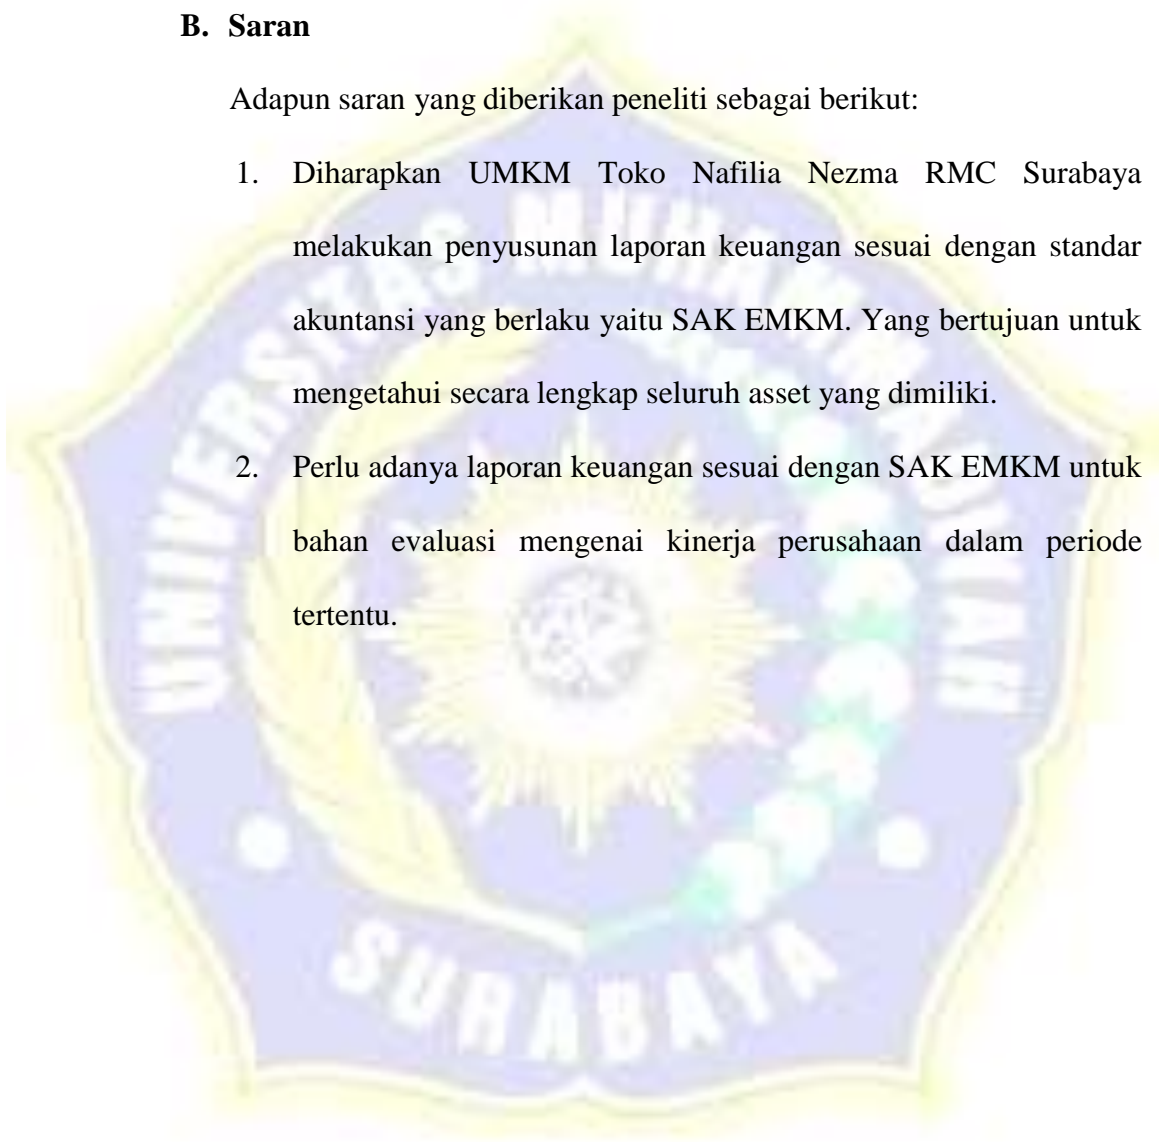 B. Saran
Adapun saran yang diberikan peneliti sebagai berikut:
1. Diharapkan UMKM Toko Nafilia Nezma RMC Surabaya
melakukan penyusunan laporan keuangan sesuai dengan standar
akuntansi yang berlaku yaitu SAK EMKM. Yang bertujuan untuk
mengetahui secara lengkap seluruh asset yang dimiliki.
2. Perlu adanya laporan keuangan sesuai dengan SAK EMKM untuk
bahan evaluasi mengenai kinerja perusahaan dalam periode
tertentu.
UNIVERSITAS MUHAMMADIYAH
SURABAYA